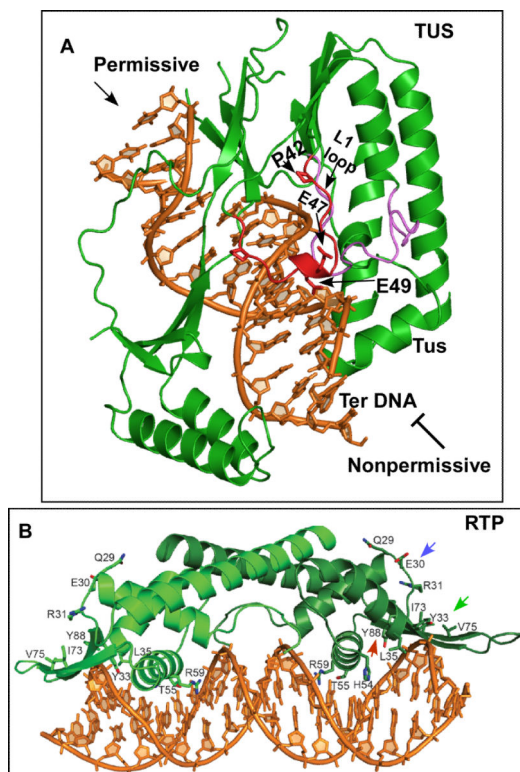 A
TUS
Permissive
P42
L1
loop
E47
E49
Tus
Ter DNA
Nonpermissive
B
RTP
Q29
E30
R31
Y88
I73
V75
Y33
L35
T55
R59
Q29
E30
R31
I73
Y33
V75
Y88
L35
R59
T55
H54